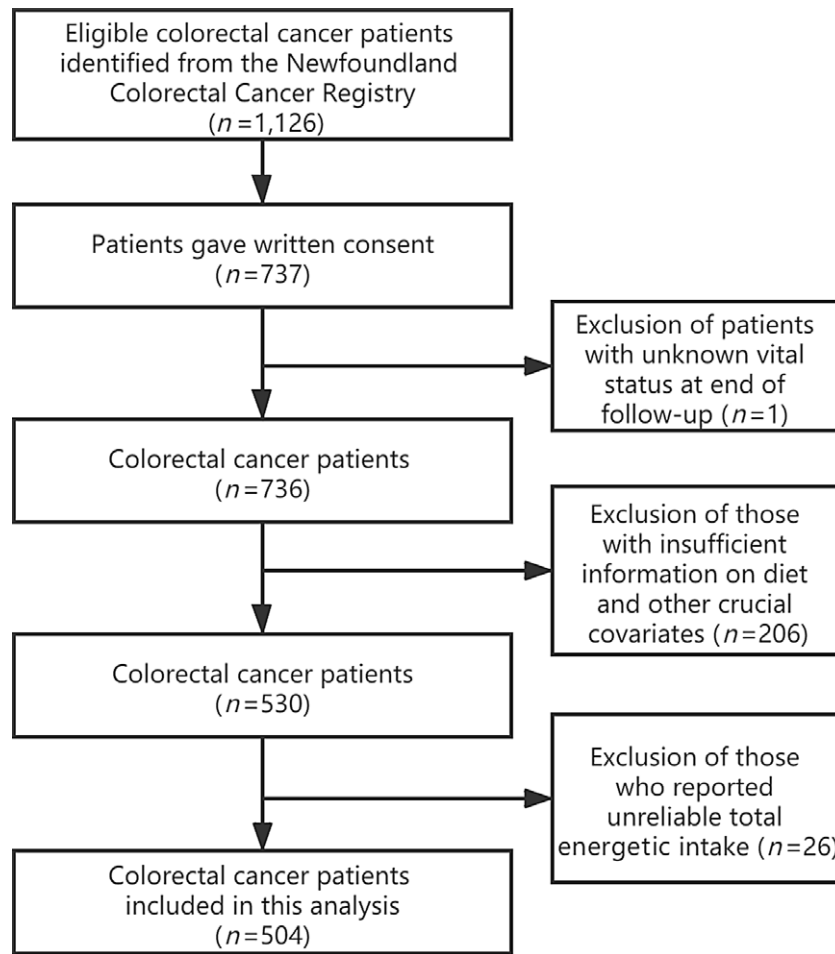 Eligible colorectal cancer patients
identified from the Newfoundland
Colorectal Cancer Registry
(n=1,126)
Patients gave written consent
(n=737)
Exclusion of patients
with unknown vital
status at end of
follow-up (n=1)
Colorectal cancer patients
(n=736)
Exclusion of those
with insufficient
information on diet
and other crucial
covariates (n=206)
Colorectal cancer patients
(n=530)
Exclusion of those
who reported
unreliable total
energetic intake (n=26)
Colorectal cancer patients
included in this analysis
(n=504)